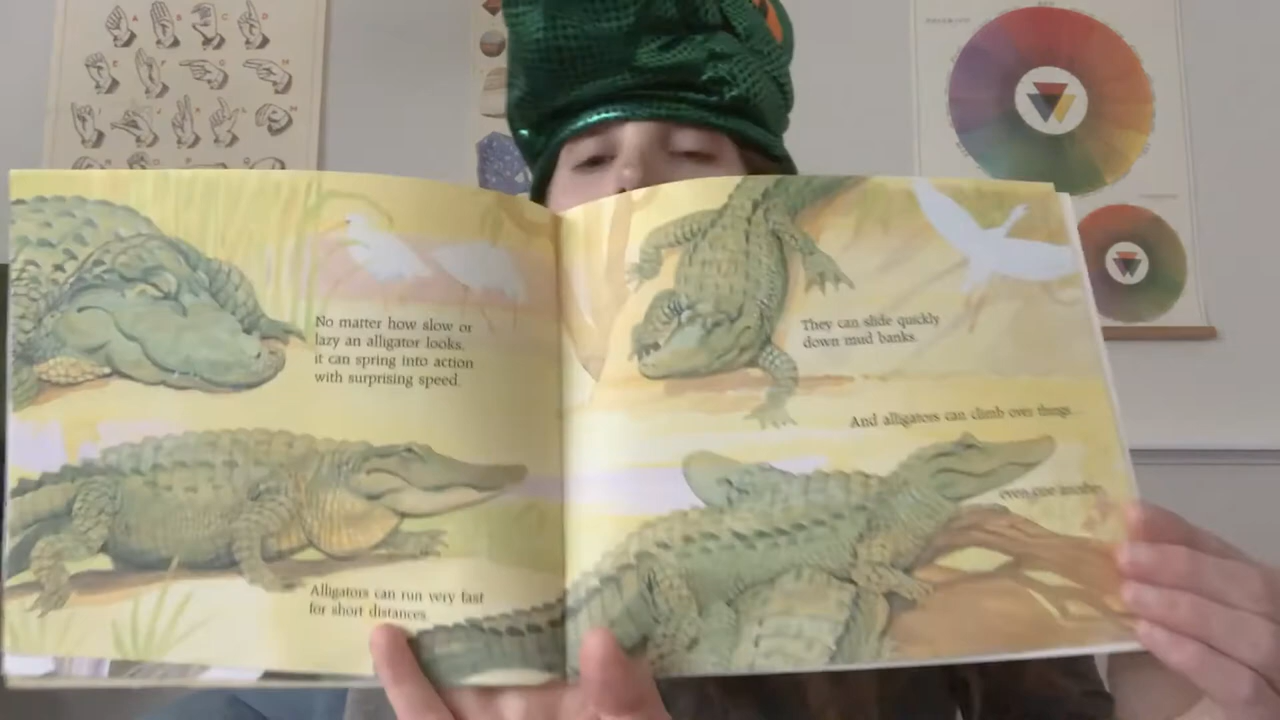 A B C D
E F G H
No matter how slow or
lazy an alligator looks,
it can spring into action
with surprising speed.
Alligators can run very fast
for short distances.
They can slide quickly
down mud banks.
And alligators can climb over things...
even one another.